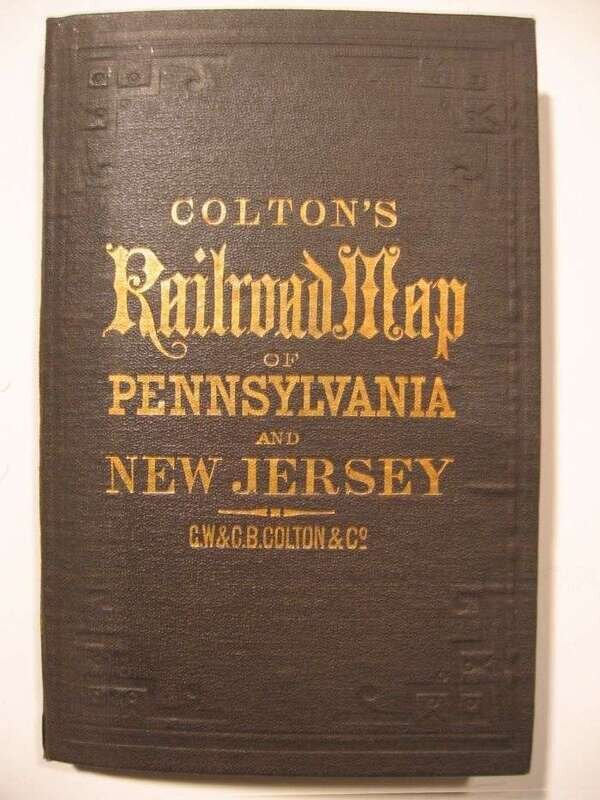 COLTON'S
Railroad Map
OF
PENNSYLVANIA
AND
NEW JERSEY
G.W. & C.B. COLTON & Cº